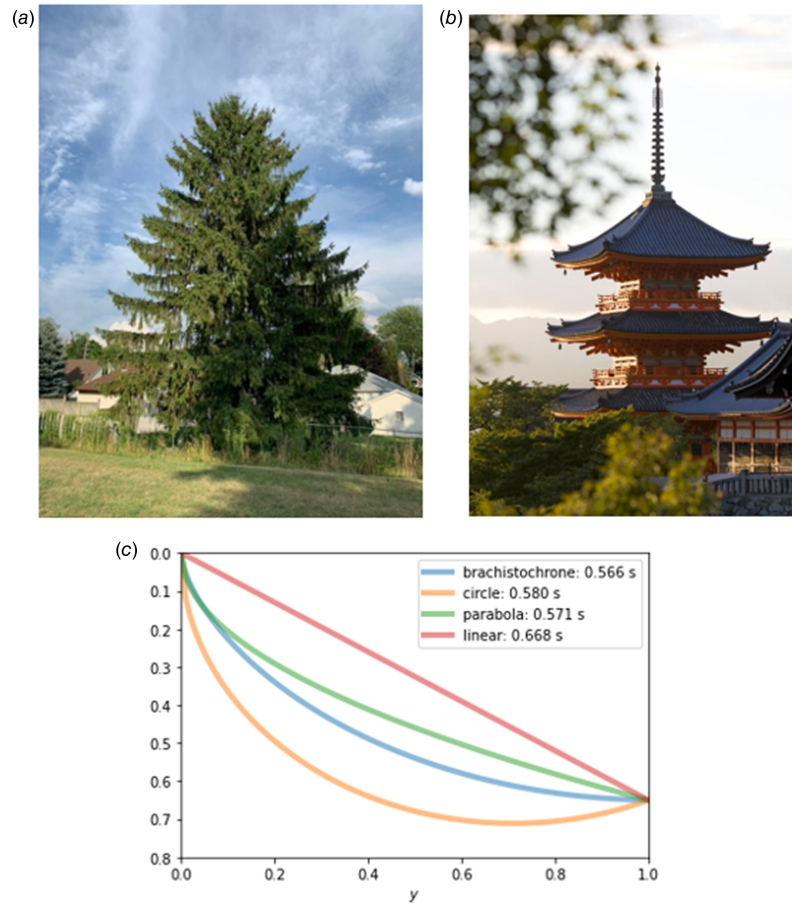 (a)
(b)
(c)
0.0
0.1
0.2
0.3
0.4
0.5
0.6
0.7
0.8
brachistochrone: 0.566 s
circle: 0.580 s
parabola: 0.571 s
linear: 0.668 s
0.0 0.2 0.4 0.6 0.8 1.0
y